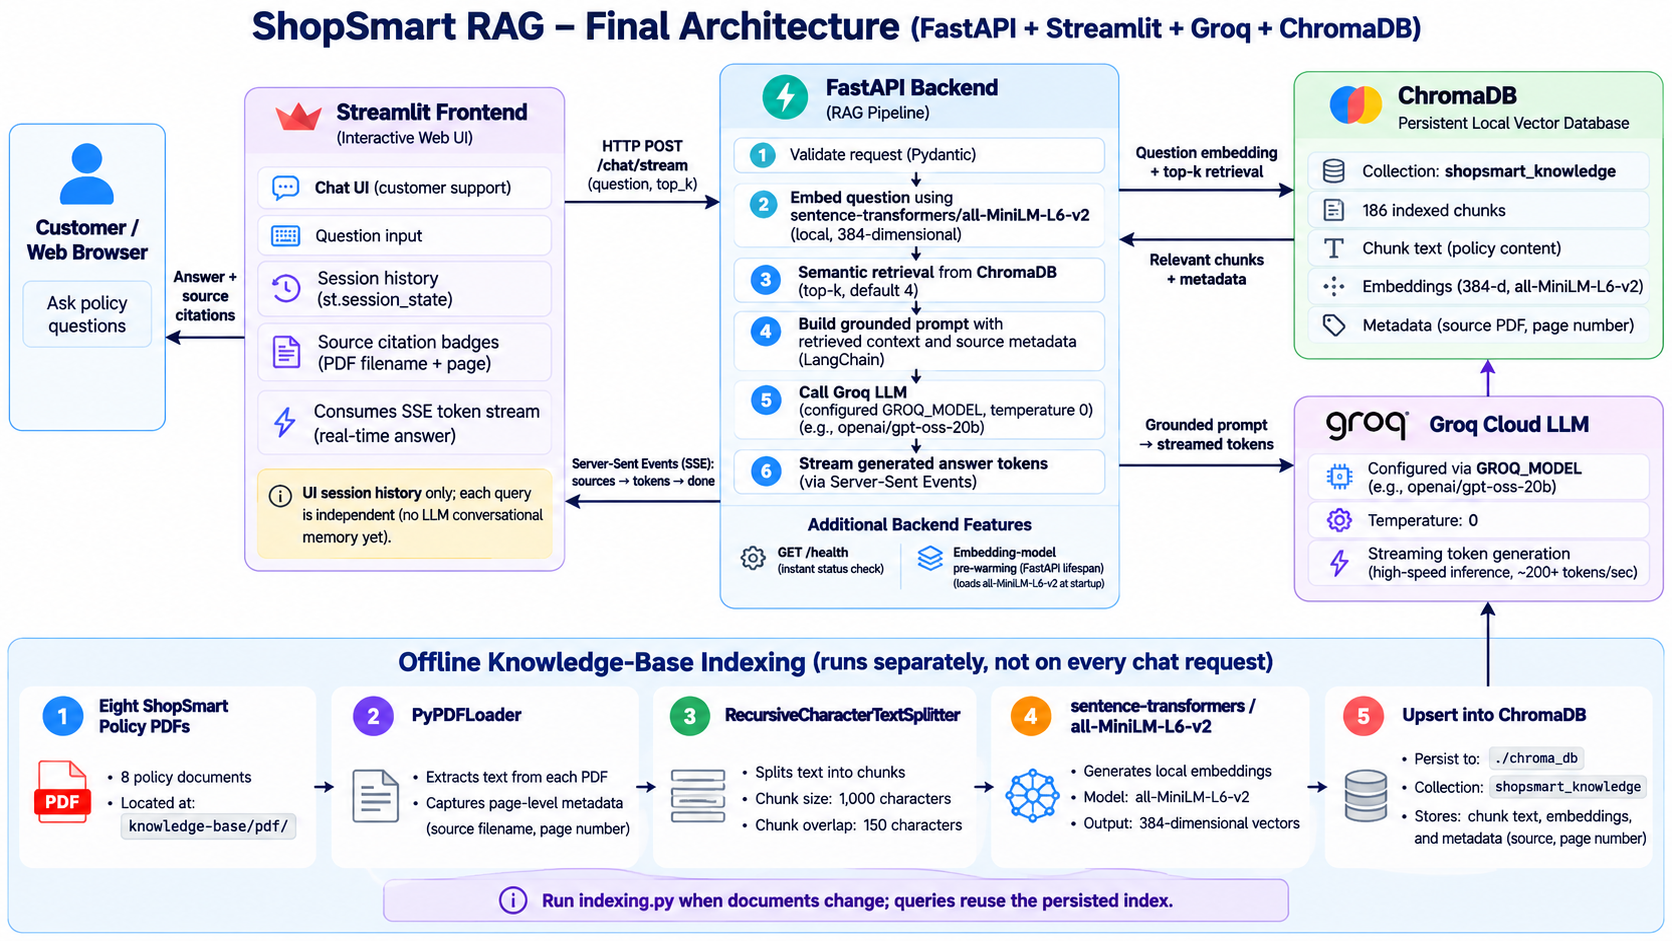 ShopSmart RAG – Final Architecture (FastAPI + Streamlit + Groq + ChromaDB)
Customer /
Web Browser
Ask policy
questions
Answer +
source
citations
Streamlit Frontend
(Interactive Web UI)
Chat UI (customer support)
Question input
Session history
(st.session_state)
Source citation badges
(PDF filename + page)
Consumes SSE token stream
(real-time answer)
UI session history only; each query
is independent (no LLM conversational
memory yet).
HTTP POST
/chat/stream
(question, top_k)
Server-Sent Events (SSE):
sources → tokens → done
FastAPI Backend
(RAG Pipeline)
1 Validate request (Pydantic)
2 Embed question using
sentence-transformers/all-MiniLM-L6-v2
(local, 384-dimensional)
3 Semantic retrieval from ChromaDB
(top-k, default 4)
4 Build grounded prompt with
retrieved context and source metadata
(LangChain)
5 Call Groq LLM
(configured GROQ_MODEL, temperature 0)
(e.g., openai/gpt-oss-20b)
6 Stream generated answer tokens
(via Server-Sent Events)
Additional Backend Features
GET /health
(instant status check)
Embedding-model
pre-warming (FastAPI lifespan)
(loads all-MiniLM-L6-v2 at startup)
Question embedding
+ top-k retrieval
Relevant chunks
+ metadata
Grounded prompt
→ streamed tokens
ChromaDB
Persistent Local Vector Database
Collection: shopsmart_knowledge
186 indexed chunks
Chunk text (policy content)
Embeddings (384-d, all-MiniLM-L6-v2)
Metadata (source PDF, page number)
groq Groq Cloud LLM
Configured via GROQ_MODEL
(e.g., openai/gpt-oss-20b)
Temperature: 0
Streaming token generation
(high-speed inference, ~200+ tokens/sec)
Offline Knowledge-Base Indexing (runs separately, not on every chat request)
1 Eight ShopSmart
Policy PDFs
PDF
• 8 policy documents
• Located at:
knowledge-base/pdf/
2 PyPDFLoader
• Extracts text from each PDF
• Captures page-level metadata
(source filename, page number)
3 RecursiveCharacterTextSplitter
• Splits text into chunks
• Chunk size: 1,000 characters
• Chunk overlap: 150 characters
4 sentence-transformers /
all-MiniLM-L6-v2
• Generates local embeddings
• Model: all-MiniLM-L6-v2
• Output: 384-dimensional vectors
5 Upsert into ChromaDB
• Persist to: ./chroma_db
• Collection: shopsmart_knowledge
• Stores: chunk text, embeddings,
and metadata (source, page number)
Run indexing.py when documents change; queries reuse the persisted index.